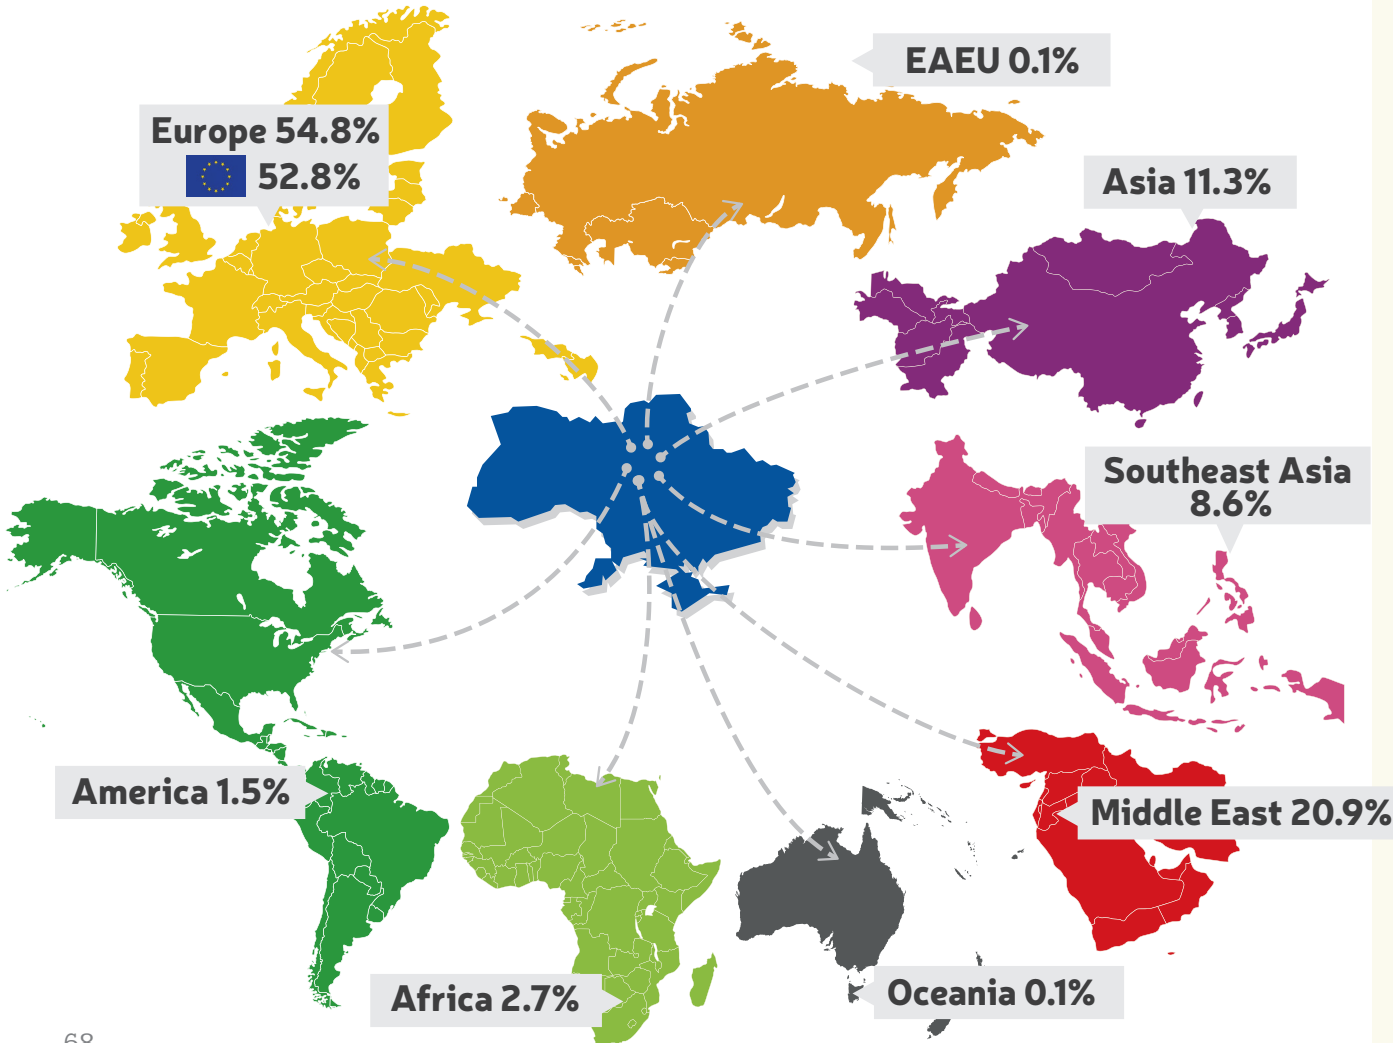 EAEU 0.1%
Europe 54.8%
52.8%
Asia 11.3%
Southeast Asia
8.6%
America 1.5%
Middle East 20.9%
Africa 2.7%
Oceania 0.1%
68